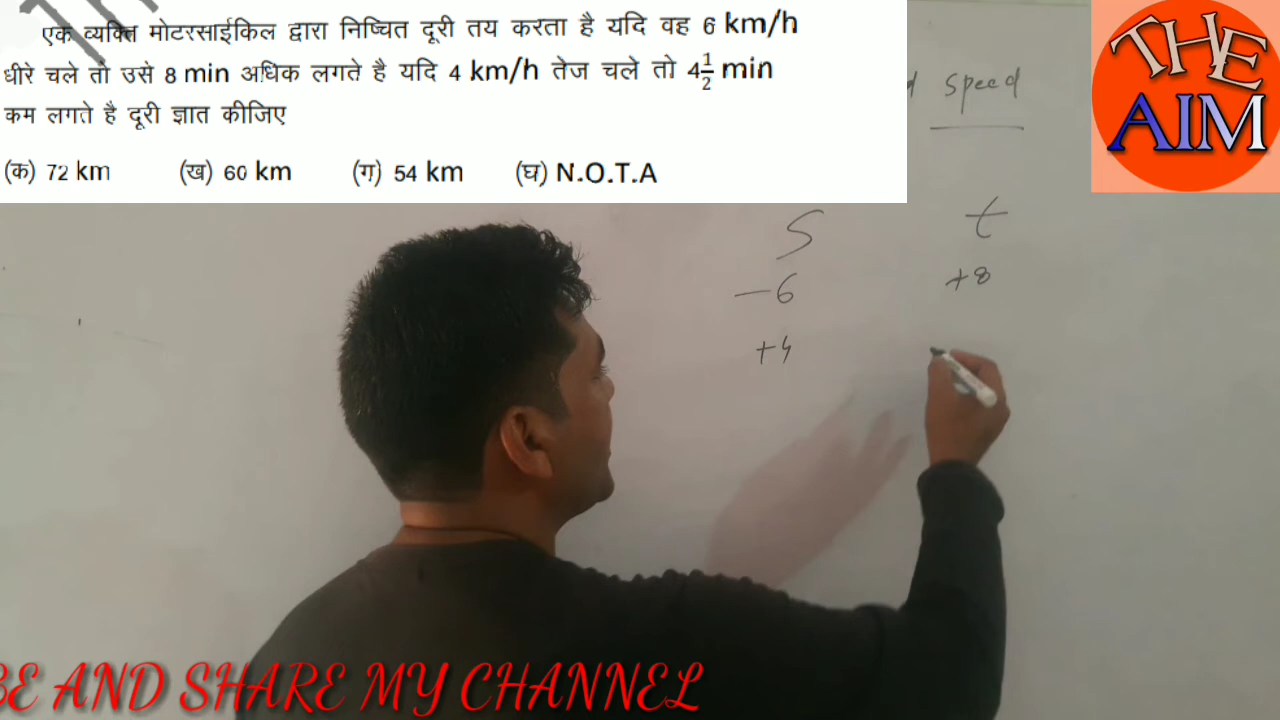 एक व्यक्ति मोटरसाईकिल द्वारा निष्चित दूरी तय करता है यदि वह 6 km/h
धीरे चले तो उसे 8 min अधिक लगते है यदि 4 km/h तेज चले तो 4½ min
कम लगते है दूरी ज्ञात कीजिए
(क) 72 km (ख) 60 km (ग) 54 km (घ) N.O.T.A
THE
AIM
speed
S t
-6 +8
+4
BE AND SHARE MY CHANNEL